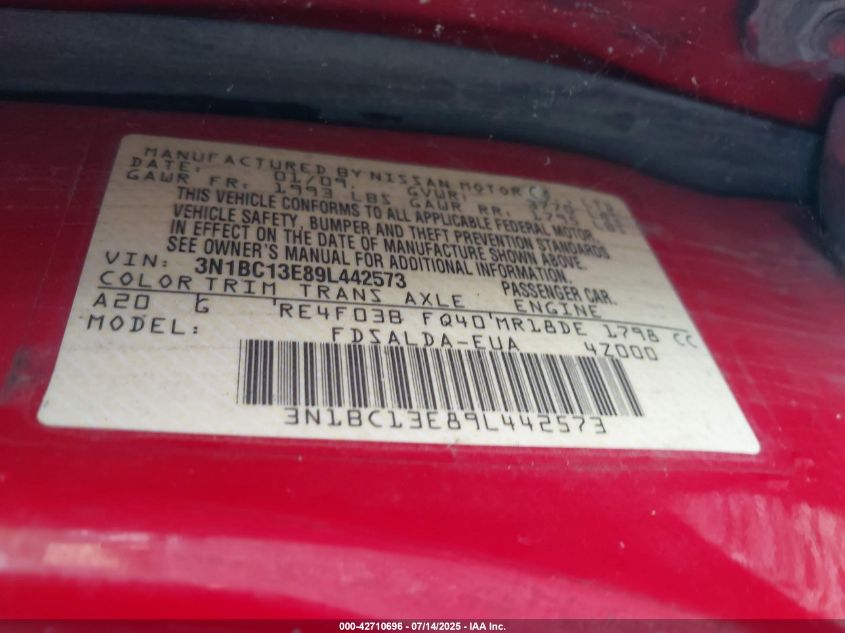 MANUFACTURED BY NISSAN MOTOR
DATE: 01/09 GVWR: LBS
GAWR FR: 1993 LBS GAWR RR: LBS
THIS VEHICLE CONFORMS TO ALL APPLICABLE FEDERAL MOTOR
VEHICLE SAFETY, BUMPER AND THEFT PREVENTION STANDARDS
IN EFFECT ON THE DATE OF MANUFACTURE SHOWN ABOVE.
SEE OWNER'S MANUAL FOR ADDITIONAL INFORMATION.
VIN: 3N1BC13E89L442573 PASSENGER CAR.
COLOR TRIM TRANS AXLE ENGINE
A20 G RE4F03B FQ40 MR18DE 1798 CC
MODEL: FDSALDA-EUA 4Z000
3N1BC13E89L442573
000-42710696 - 07/14/2025 - IAA Inc.